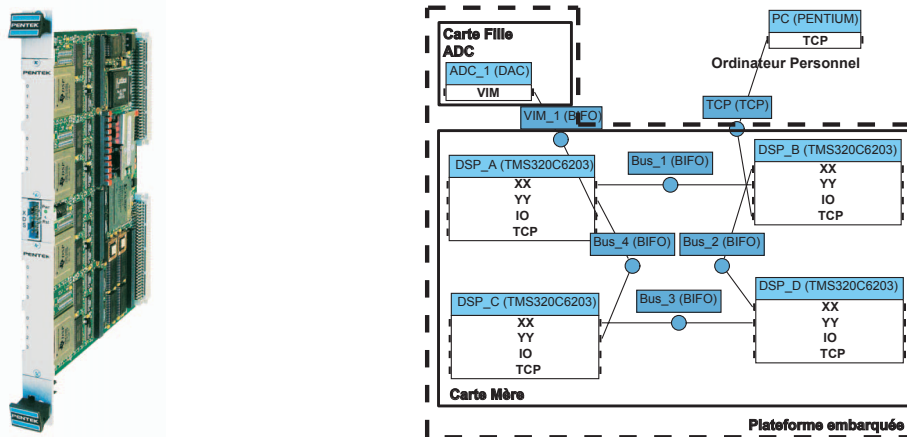 PENTEK
PENTEK
PENTEK
PENTEK
Carte Fille
ADC
ADC_1 (DAC)
VIM
VIM_1 (BIFO)
PC (PENTIUM)
TCP
Ordinateur Personnel
TCP (TCP)
DSP_A (TMS320C6203)
XX
YY
IO
TCP
Bus_1 (BIFO)
DSP_B (TMS320C6203)
XX
YY
IO
TCP
Bus_4 (BIFO)
Bus_2 (BIFO)
DSP_C (TMS320C6203)
XX
YY
IO
TCP
Bus_3 (BIFO)
DSP_D (TMS320C6203)
XX
YY
IO
TCP
Carte Mère
Plateforme embarquée